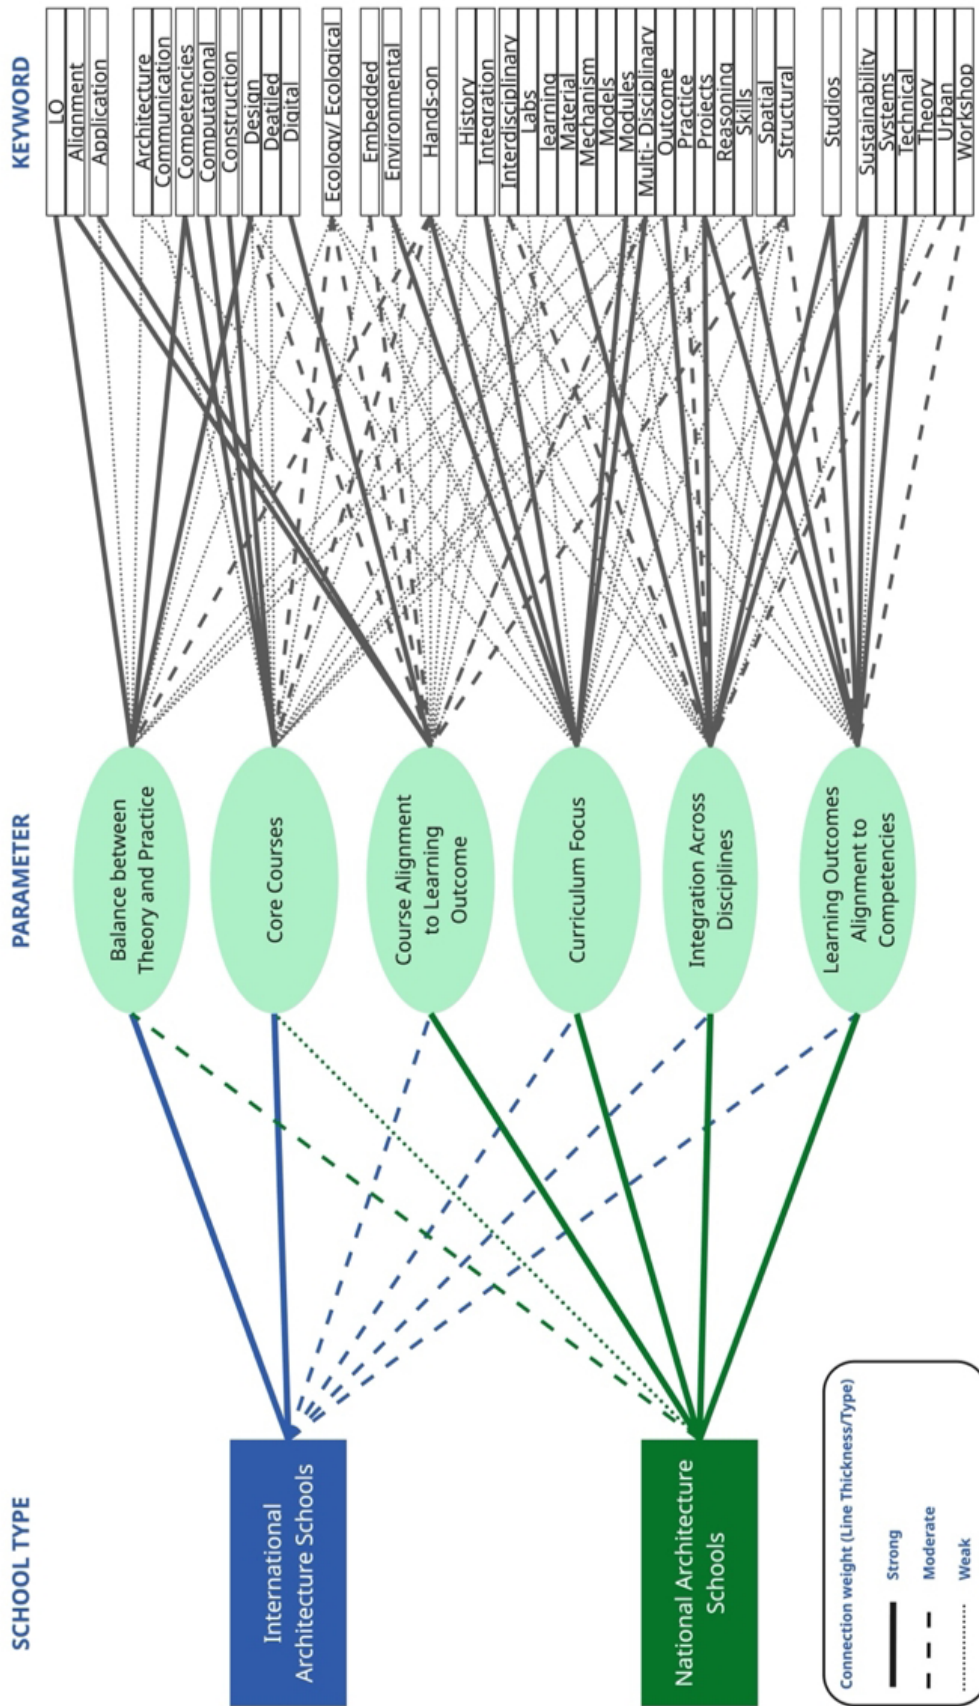 SCHOOL TYPE
PARAMETER
KEYWORD
International
Architecture Schools
National Architecture
Schools
Balance between
Theory and Practice
Core Courses
Course Alignment
to Learning
Outcome
Curriculum Focus
Integration Across
Disciplines
Learning Outcomes
Alignment to
Competencies
LO
Alignment
Application
Architecture
Communication
Competencies
Computational
Construction
Design
Deatiled
Digital
Ecology/ Ecological
Embedded
Environmental
Hands-on
History
Integration
Interdisciplinary
Labs
learning
Material
Mechanism
Models
Modules
Multi- Disciplinary
Outcome
Practice
Projects
Reasoning
Skills
Spatial
Structural
Studios
Sustainability
Systems
Technical
Theory
Urban
Workshop
Connection weight (Line Thickness/Type)
Strong
Moderate
Weak